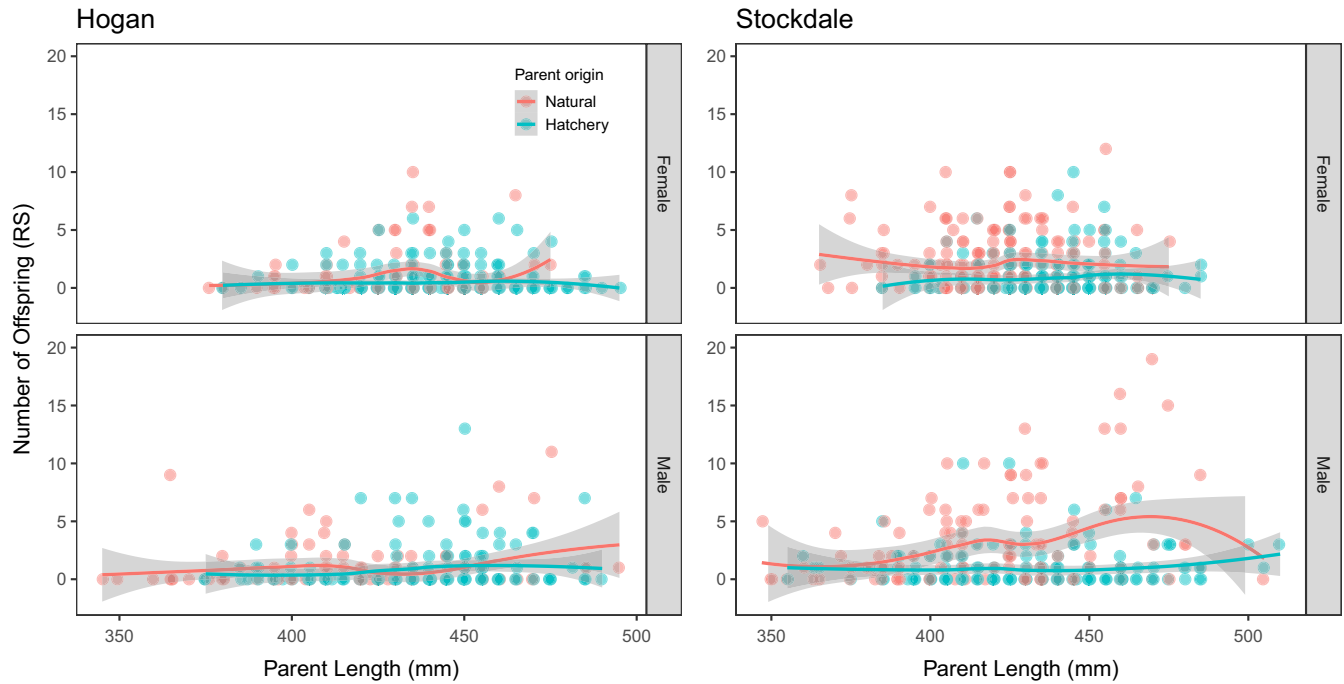 Hogan
Stockdale
Number of Offspring (RS)
20
15
10
5
0
Parent origin
Natural
Hatchery
Female
20
15
10
5
0
Female
20
15
10
5
0
Male
20
15
10
5
0
Male
350 400 450 500
350 400 450 500
Parent Length (mm)
Parent Length (mm)